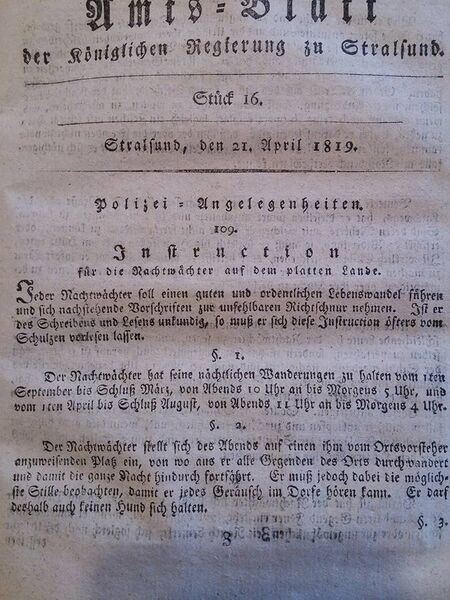 Amts-Blatt
der Königlichen Regierung zu Stralsund.
Stück 16.
Stralsund, den 21. April 1819.
Polizei-Angelegenheiten.
109.
Instruction
für die Nachtwächter auf dem platten Lande.
Jeder Nachtwächter soll einen guten und ordentlichen Lebenswandel führen
und sich nachstehende Vorschriften zur unfehlbaren Richtschnur nehmen. Ist er
des Schreibens und Lesens unkundig, so muß er sich diese Instruction öfters vom
Schulzen vorlesen lassen.
§. 1.
Der Nachtwächter hat seine nächtlichen Wanderungen zu halten vom 1ten
September bis Schluß März, von Abends 10 Uhr an bis Morgens 5 Uhr, und
vom 1ten April bis Schluß August, von Abends 11 Uhr an bis Morgens 4 Uhr.
§. 2.
Der Nachtwächter stellt sich des Abends auf einen ihm vom Ortsvorsteher
anzuweisenden Platz ein, von wo aus er alle Gegenden des Orts durchwandert
und damit die ganze Nacht hindurch fortfährt. Er muß jedoch dabei die möglich-
ste Stille beobachten, damit er jedes Geräusch im Dorfe hören kann. Er darf
deshalb auch keinen Hund sich halten.
§. 3.